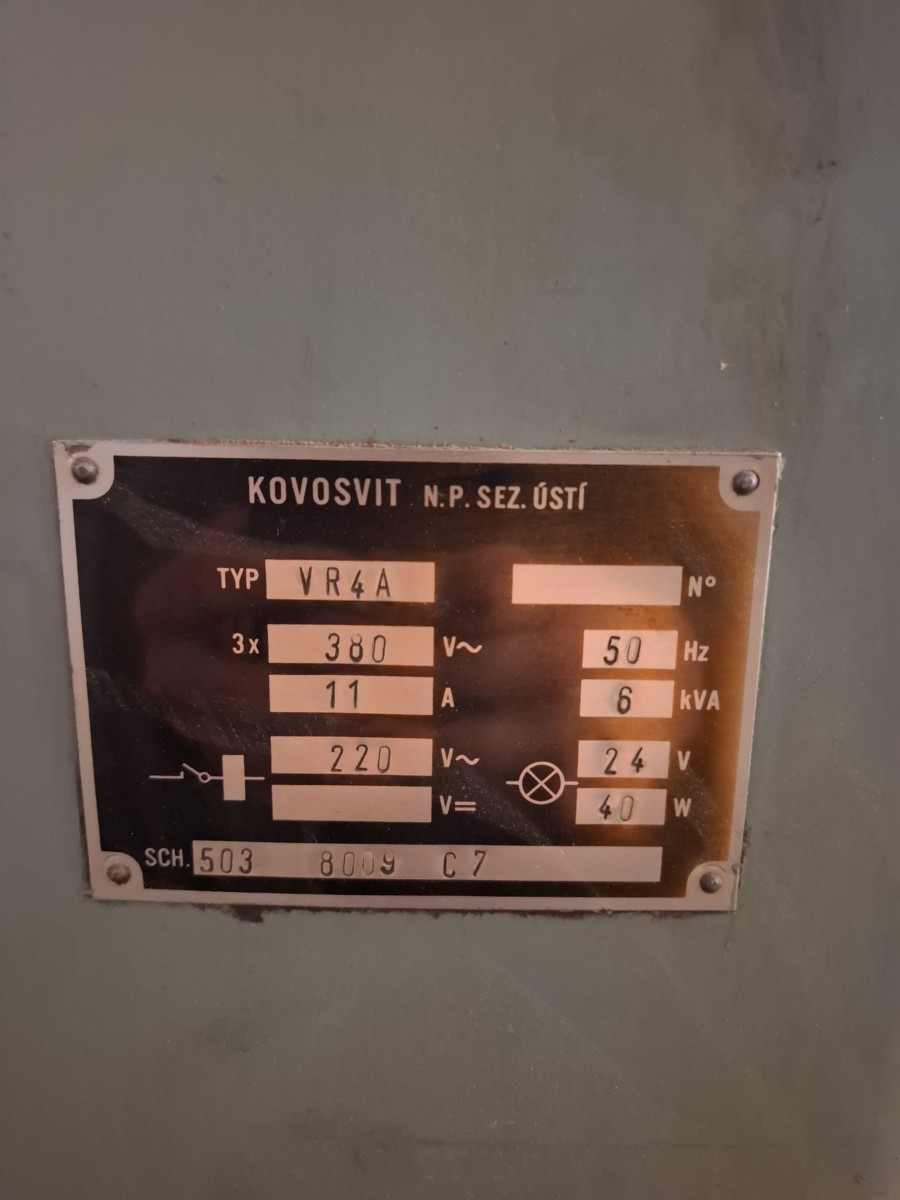 KOVOSVIT N.P. SEZ. ÚSTÍ
TYP VR4A Nº
3x 380 V~ 50 Hz
11 A 6 kVA
220 V~ 24 V
V= 40 W
SCH. 503 8009 C7